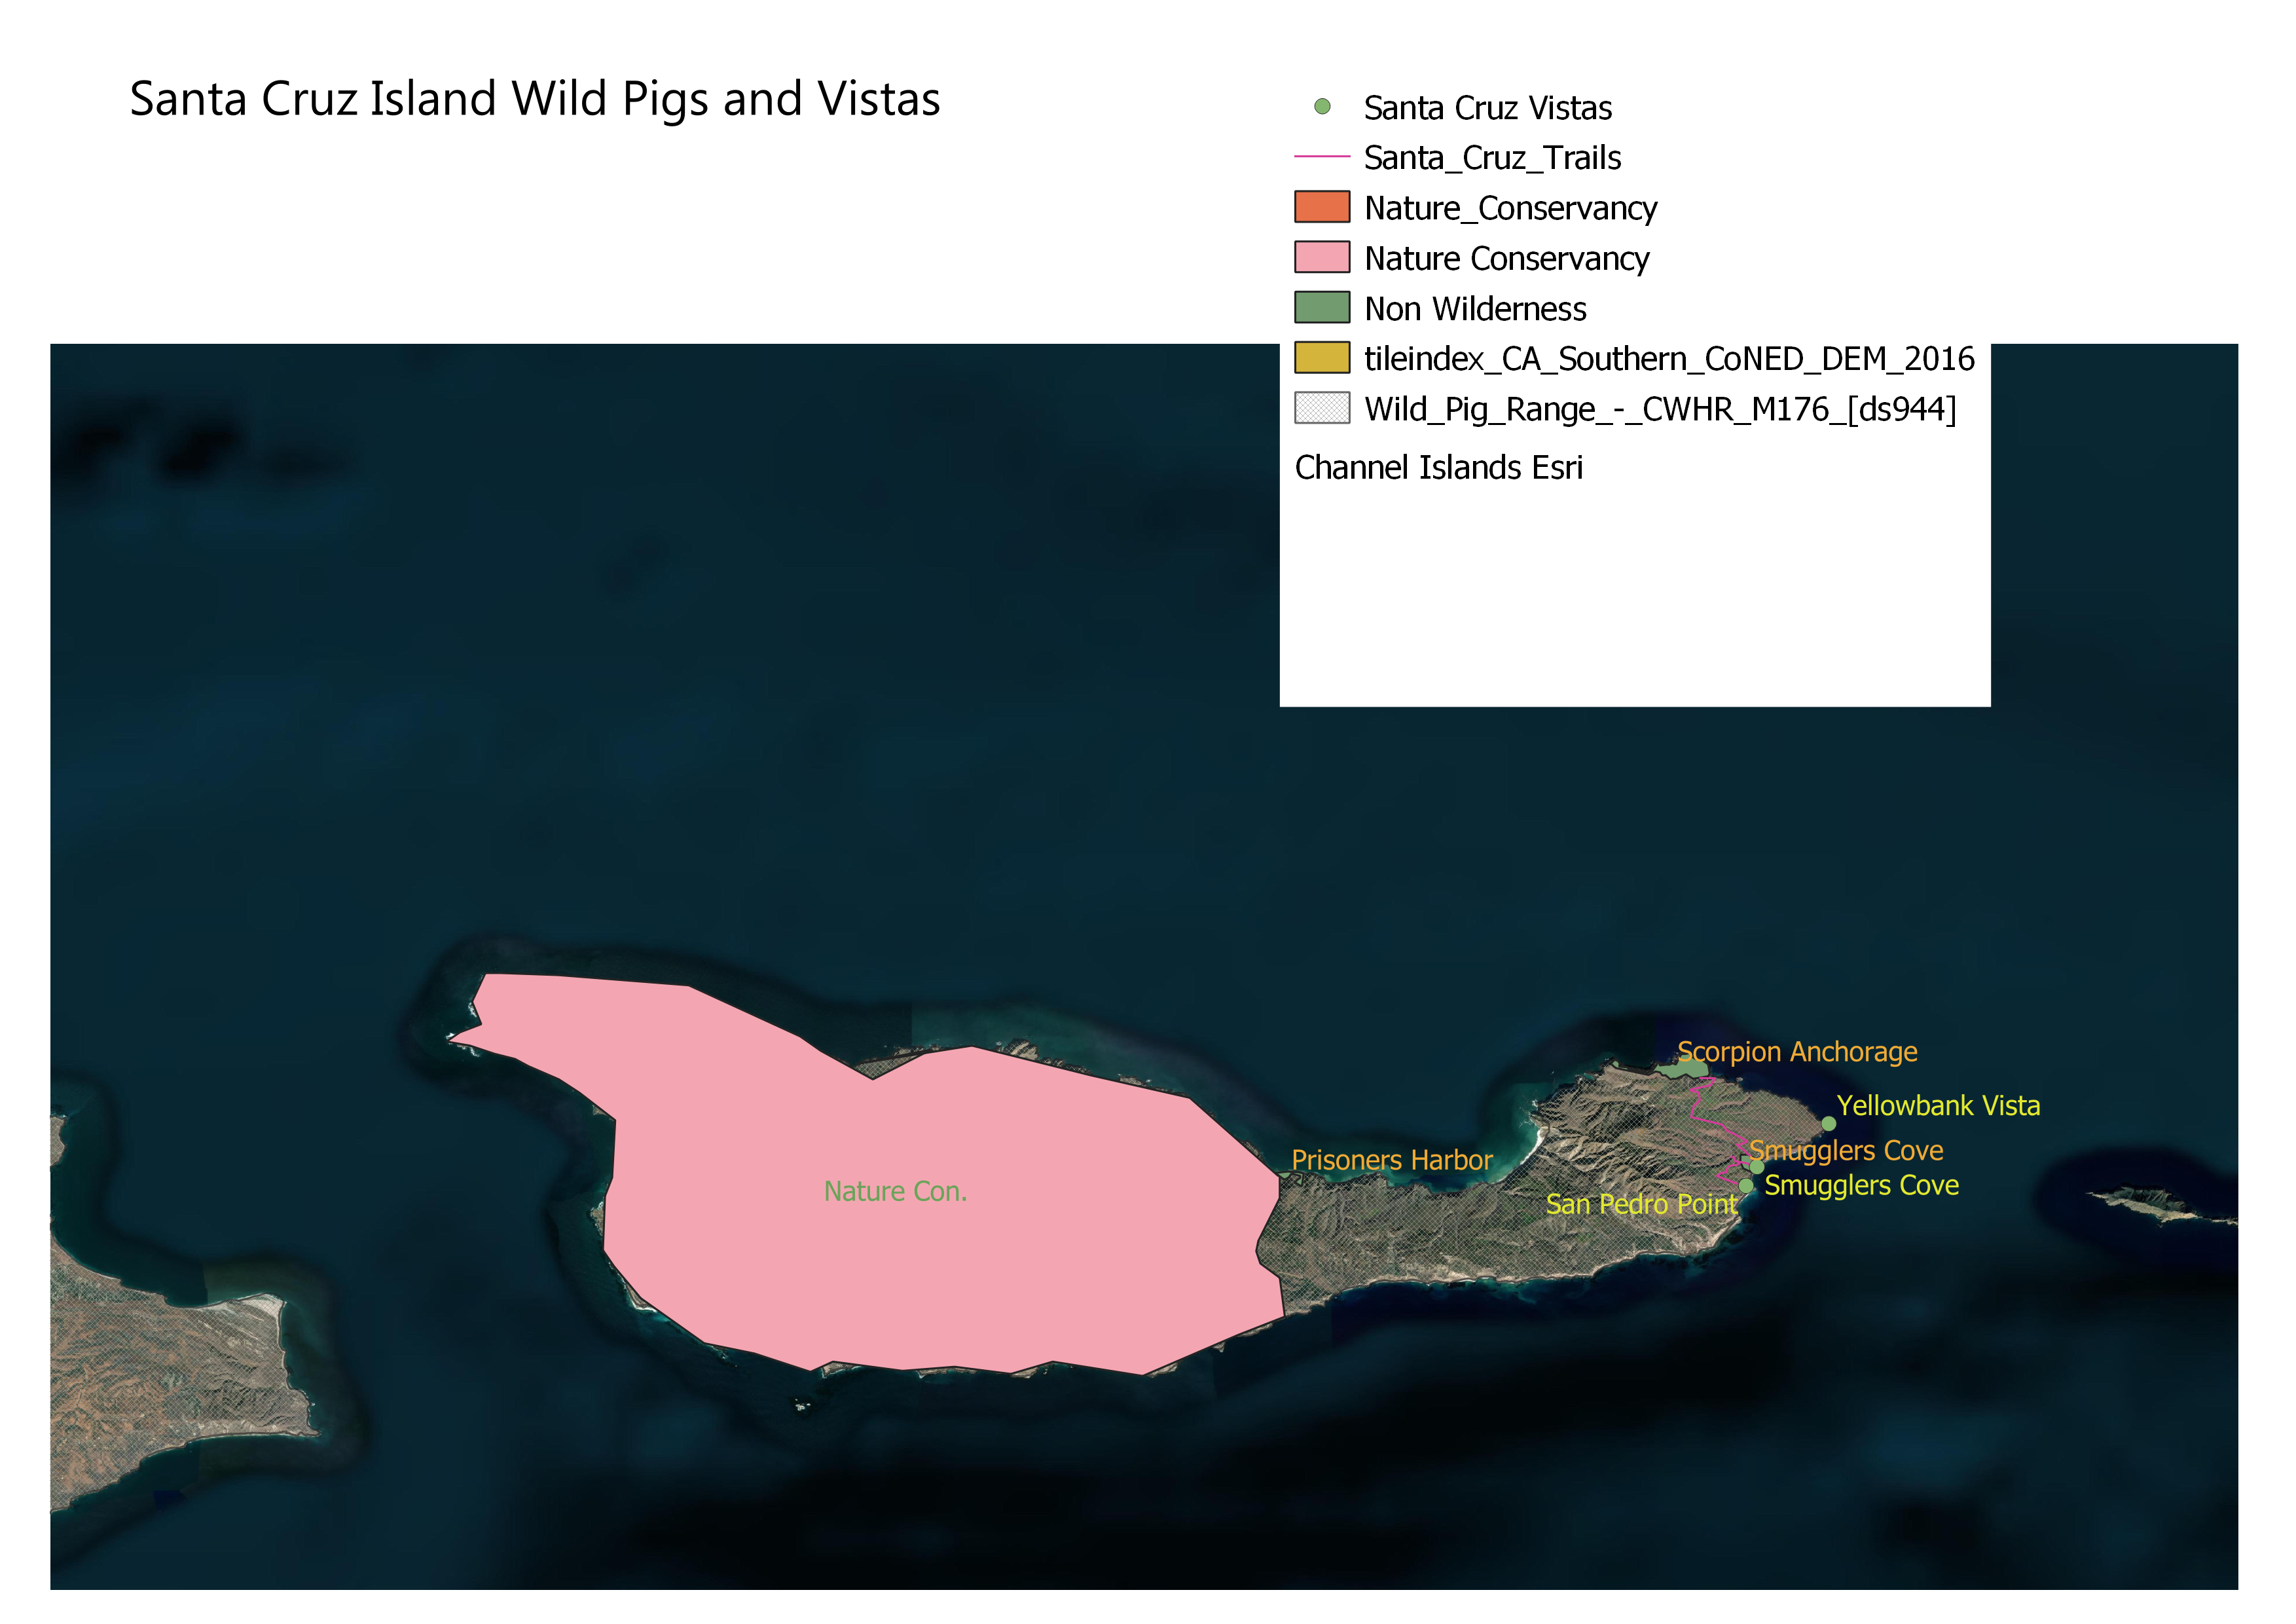 Santa Cruz Island Wild Pigs and Vistas
Santa Cruz Vistas
Santa_Cruz_Trails
Nature_Conservancy
Nature Conservancy
Non Wilderness
tileindex_CA_Southern_CoNED_DEM_2016
Wild_Pig_Range_-_CWHR_M176_[ds944]
Channel Islands Esri
Scorpion Anchorage
Yellowbank Vista
Smugglers Cove
Prisoners Harbor
Smugglers Cove
Nature Con.
San Pedro Point